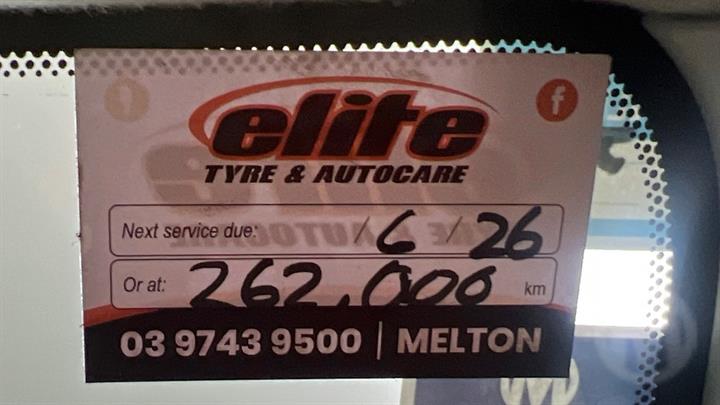 elite
TYRE & AUTOCARE
Next service due: /6/26
Or at: 262,000 km
03 9743 9500 | MELTON